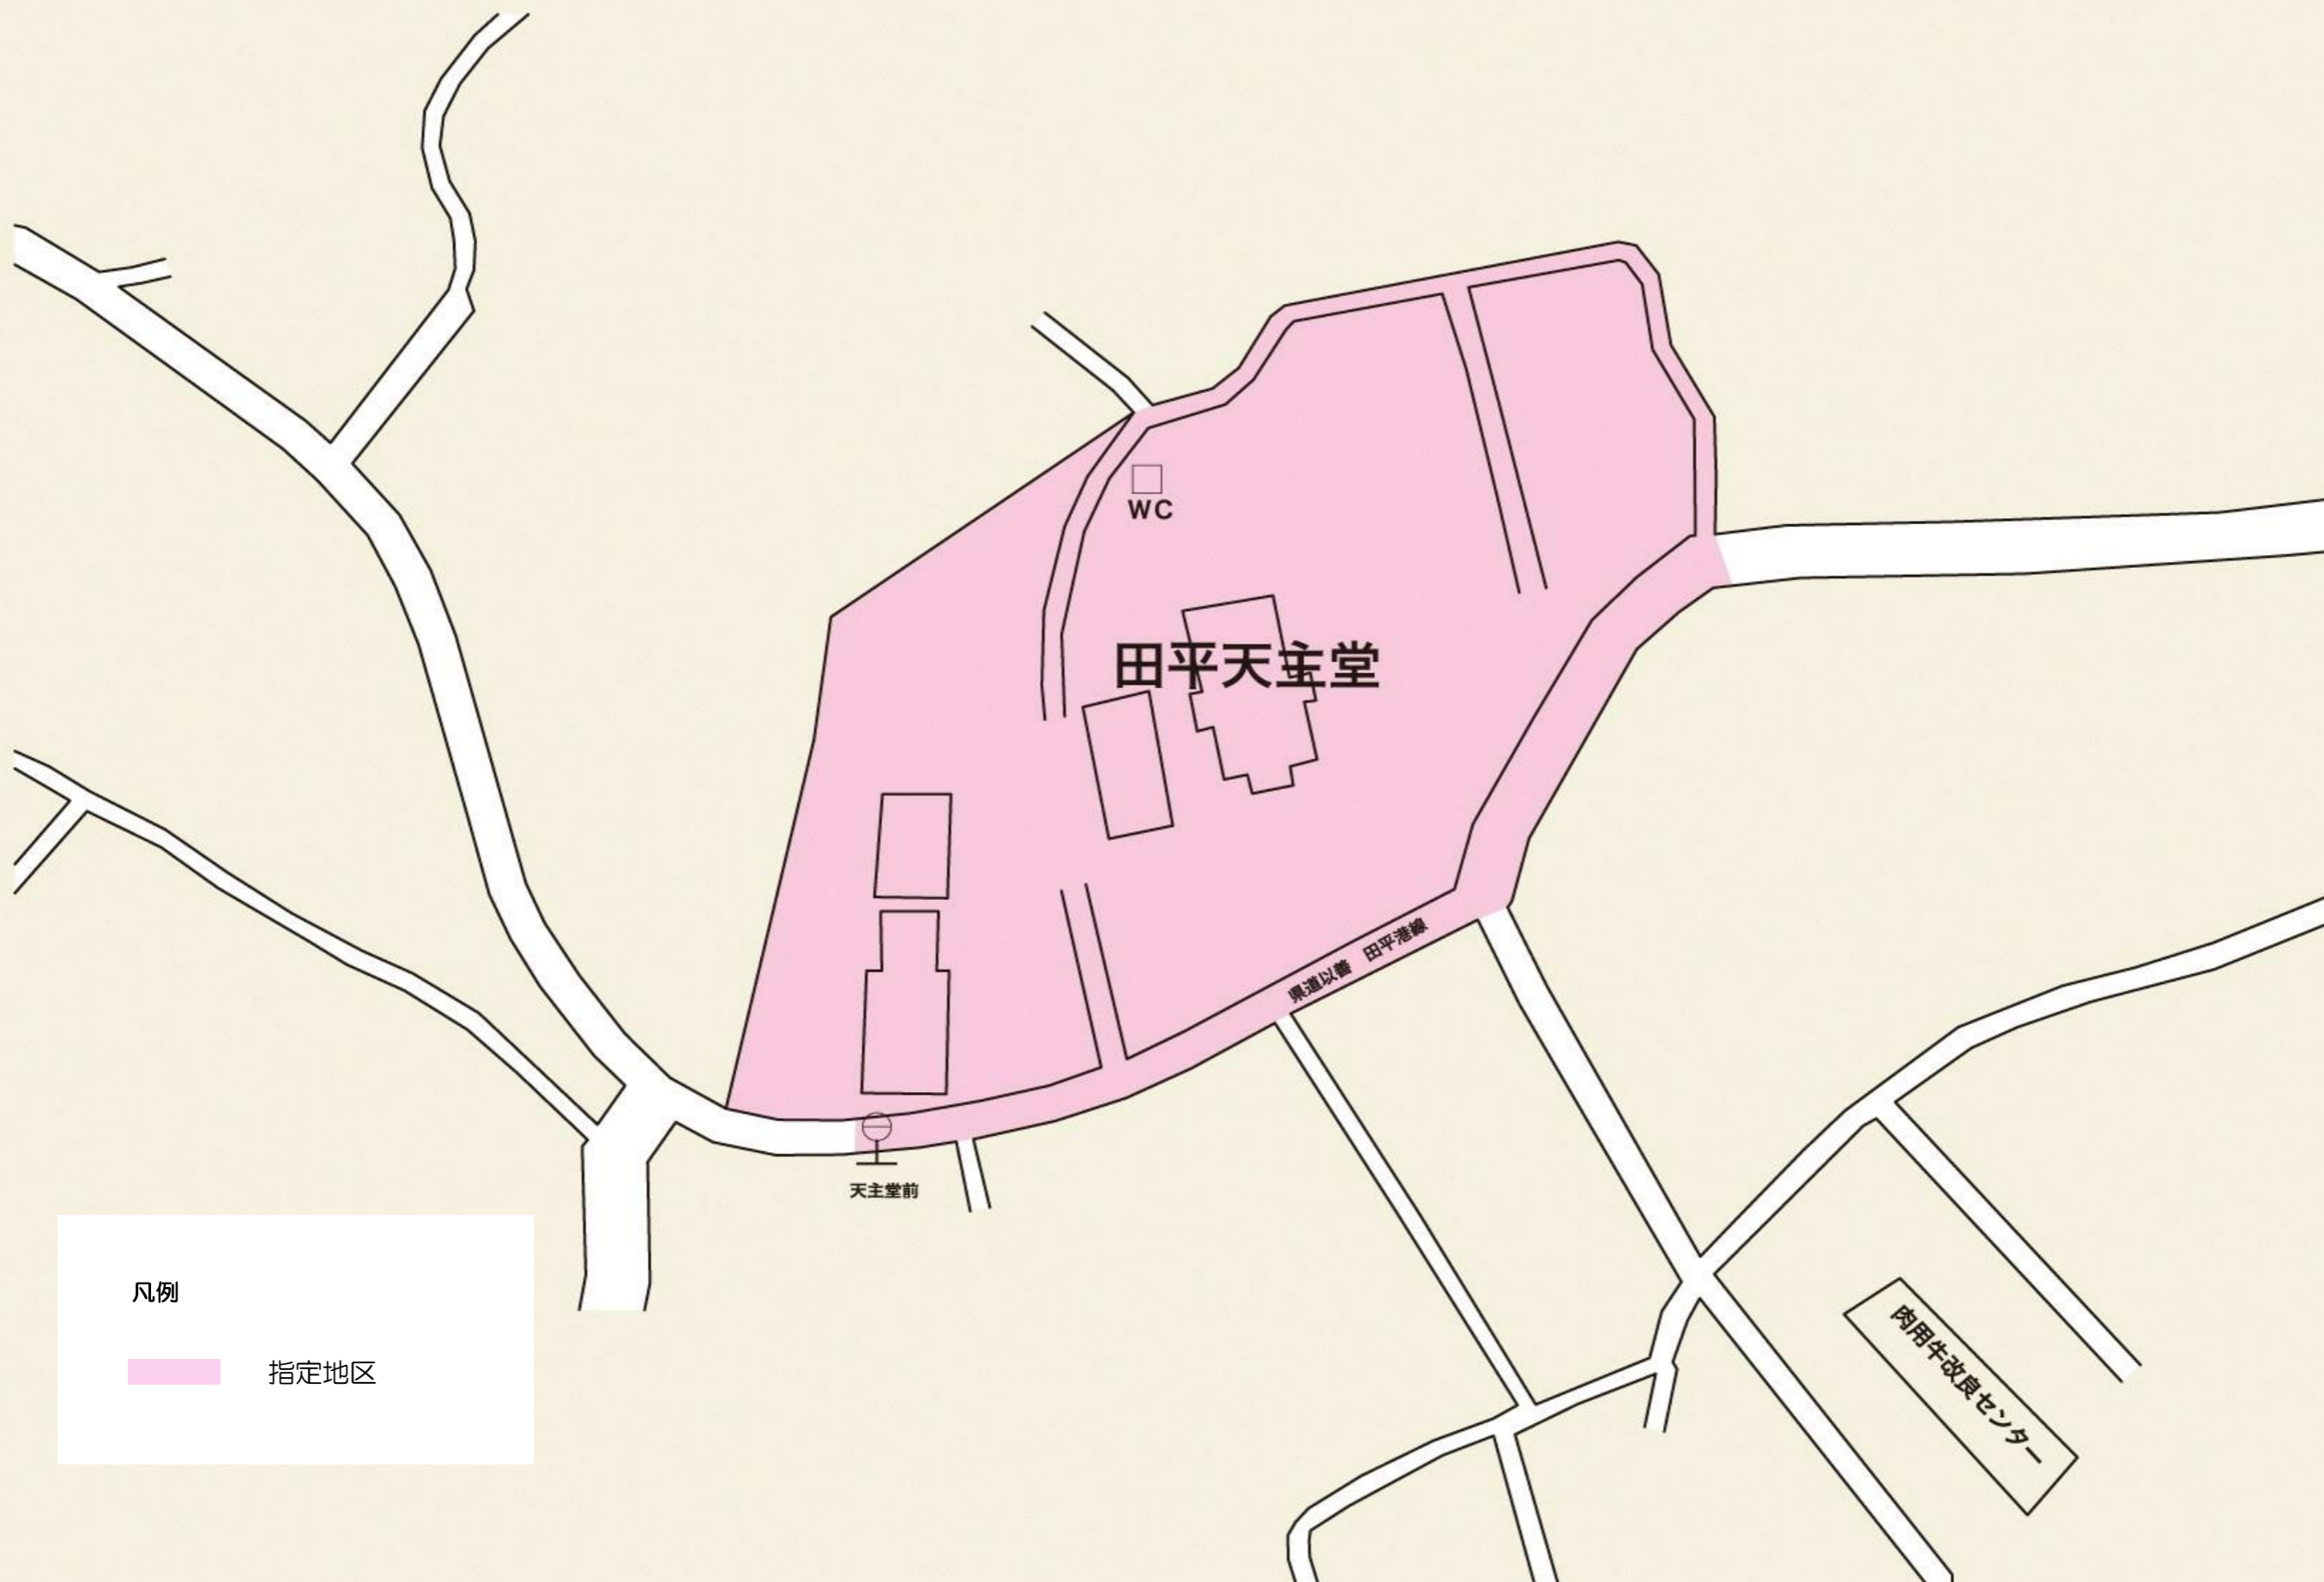 WC
田平天主堂
県道以善　田平港線
天主堂前
凡例
指定地区
肉用牛改良センター